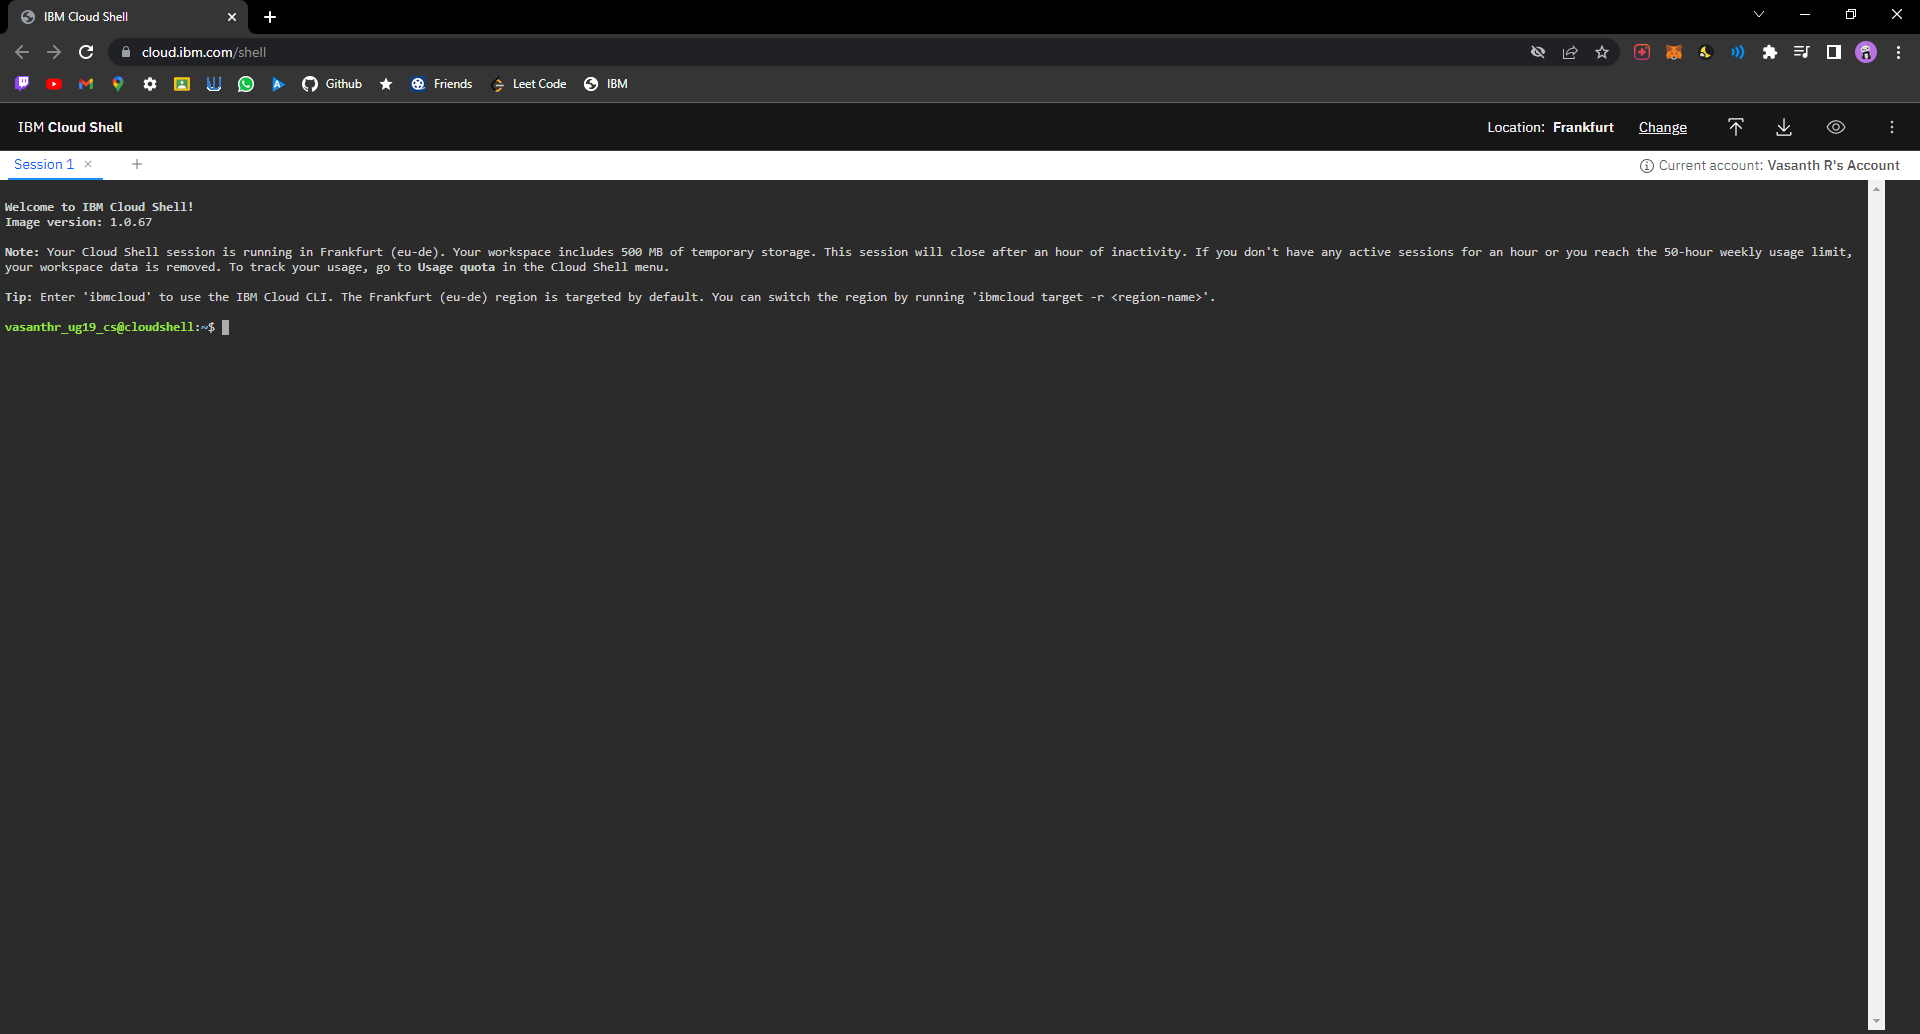 IBM Cloud Shell
cloud.ibm.com/shell
Github
Friends
Leet Code
IBM
IBM Cloud Shell
Location: Frankfurt Change
Session 1
Current account: Vasanth R's Account
Welcome to IBM Cloud Shell!
Image version: 1.0.67
Note: Your Cloud Shell session is running in Frankfurt (eu-de). Your workspace includes 500 MB of temporary storage. This session will close after an hour of inactivity. If you don't have any active sessions for an hour or you reach the 50-hour weekly usage limit,
your workspace data is removed. To track your usage, go to Usage quota in the Cloud Shell menu.
Tip: Enter 'ibmcloud' to use the IBM Cloud CLI. The Frankfurt (eu-de) region is targeted by default. You can switch the region by running 'ibmcloud target -r <region-name>'.
vasanthr_ug19_cs@cloudshell:~$